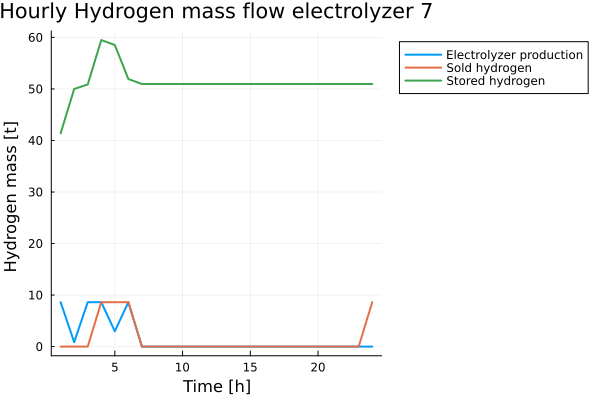 Hourly Hydrogen mass flow electrolyzer 7
Electrolyzer production
Sold hydrogen
Stored hydrogen
Hydrogen mass [t]
60
50
40
30
20
10
0
5
10
15
20
Time [h]